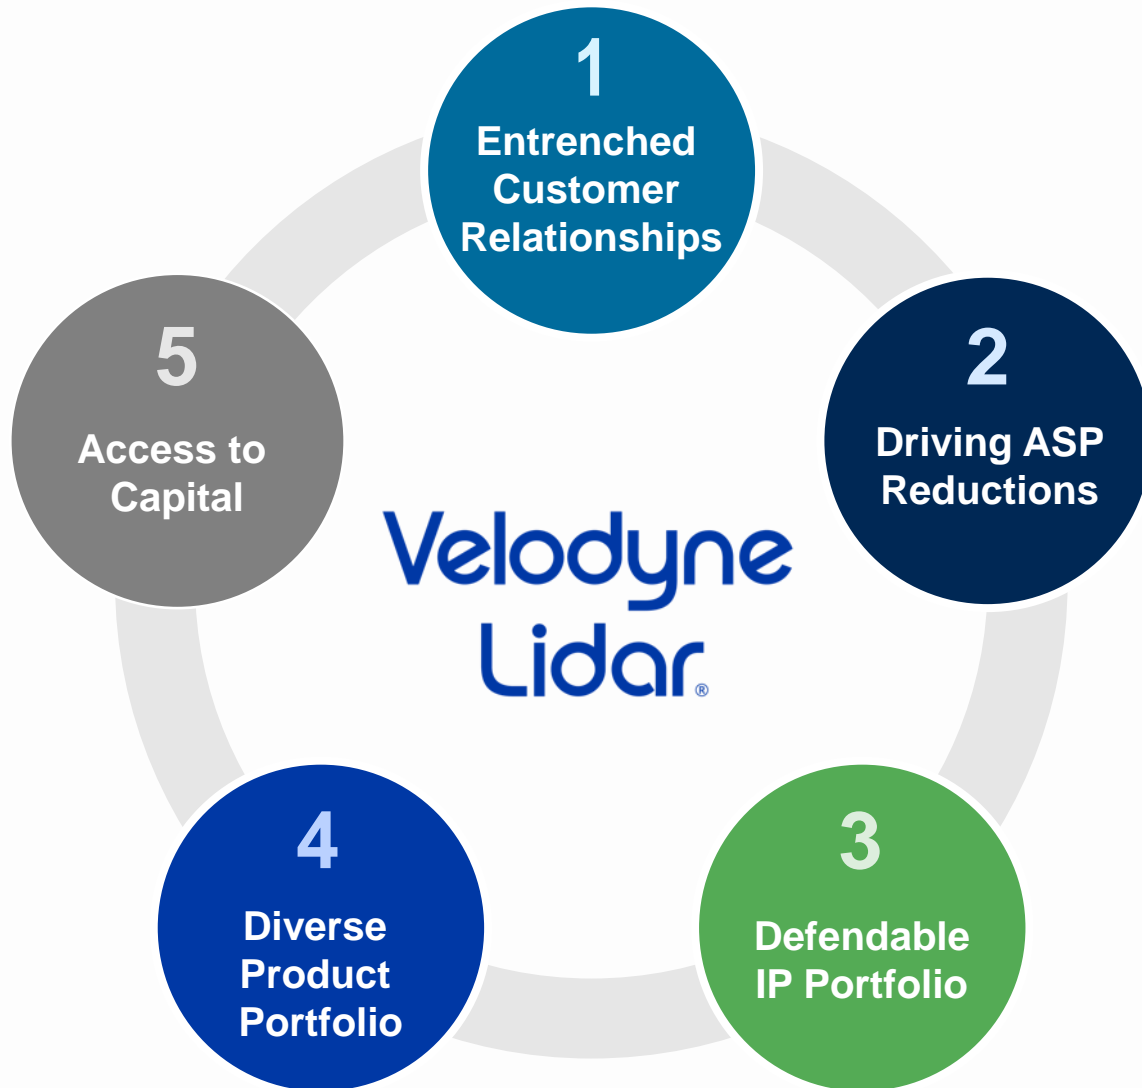 1
Entrenched
Customer
Relationships
2
Driving ASP
Reductions
3
Defendable
IP Portfolio
4
Diverse
Product
Portfolio
5
Access to
Capital
Velodyne
Lidar®